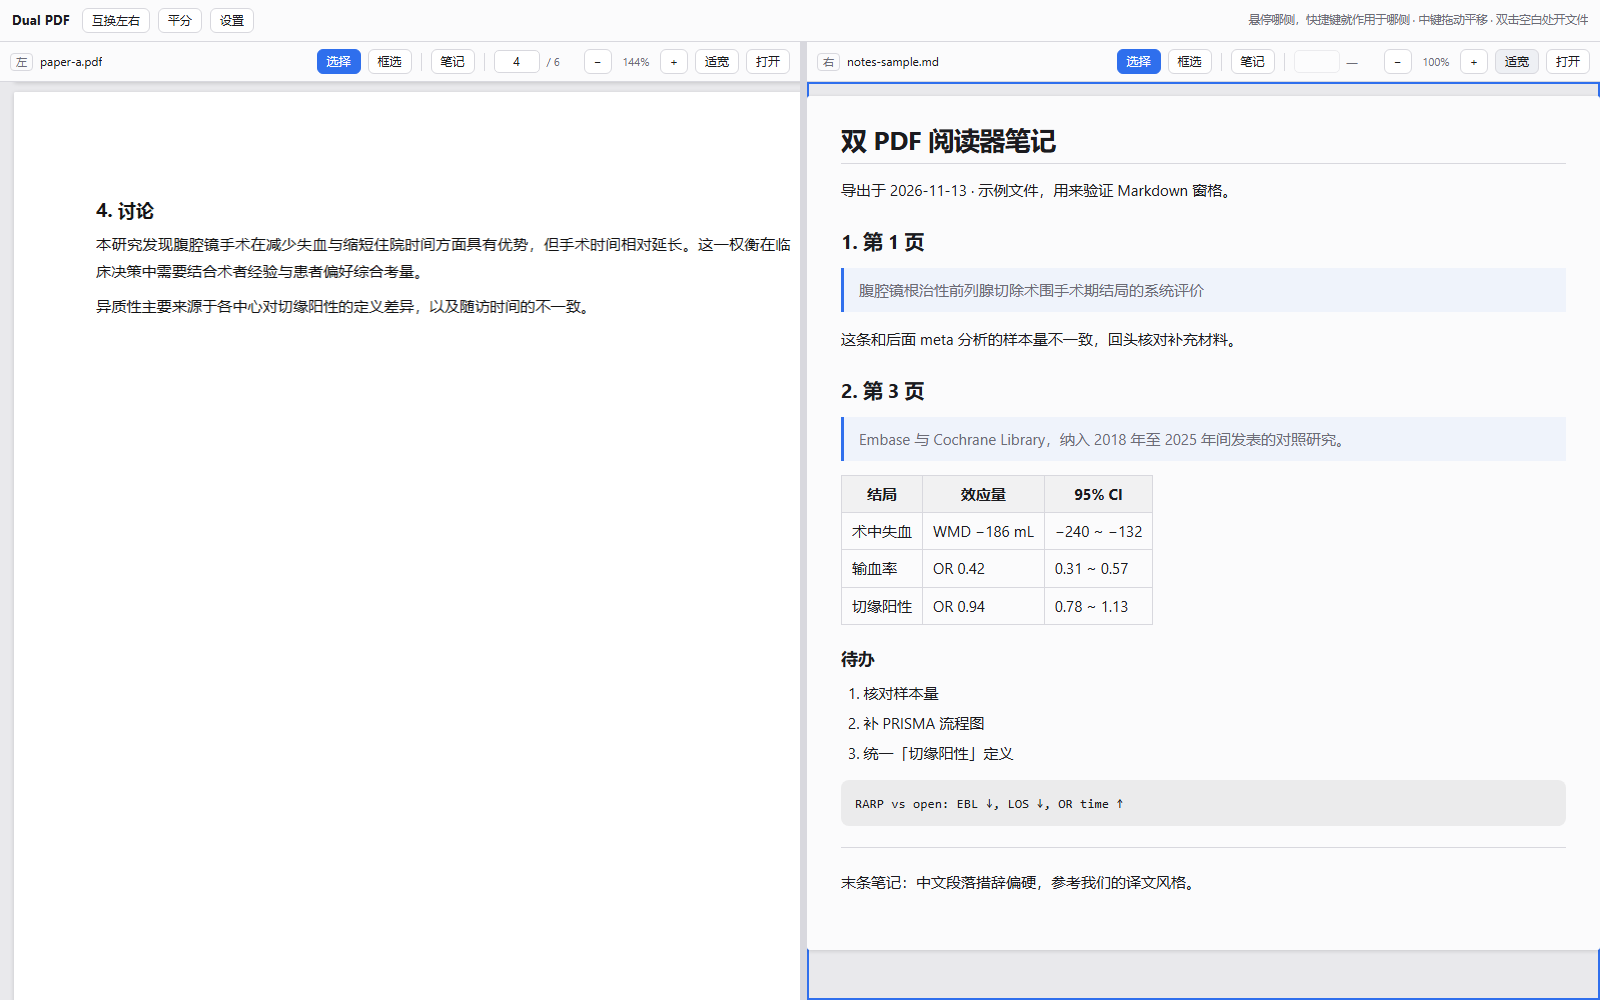 Dual PDF 互换左右 平分 设置 悬停哪侧，快捷键就作用于哪侧 · 中键拖动平移 · 双击空白处开文件
左 paper-a.pdf 选择 框选 笔记 4 / 6 − 144% + 适宽 打开
4. 讨论
本研究发现腹腔镜手术在减少失血与缩短住院时间方面具有优势，但手术时间相对延长。这一权衡在临
床决策中需要结合术者经验与患者偏好综合考量。
异质性主要来源于各中心对切缘阳性的定义差异，以及随访时间的不一致。
右 notes-sample.md 选择 框选 笔记 — − 100% + 适宽 打开
双 PDF 阅读器笔记
导出于 2026-11-13 · 示例文件，用来验证 Markdown 窗格。
1. 第 1 页
腹腔镜根治性前列腺切除术围手术期结局的系统评价
这条和后面 meta 分析的样本量不一致，回头核对补充材料。
2. 第 3 页
Embase 与 Cochrane Library，纳入 2018 年至 2025 年间发表的对照研究。
结局 效应量 95% CI
术中失血 WMD −186 mL −240 ~ −132
输血率 OR 0.42 0.31 ~ 0.57
切缘阳性 OR 0.94 0.78 ~ 1.13
待办
1. 核对样本量
2. 补 PRISMA 流程图
3. 统一「切缘阳性」定义
RARP vs open: EBL ↓, LOS ↓, OR time ↑
末条笔记：中文段落措辞偏硬，参考我们的译文风格。